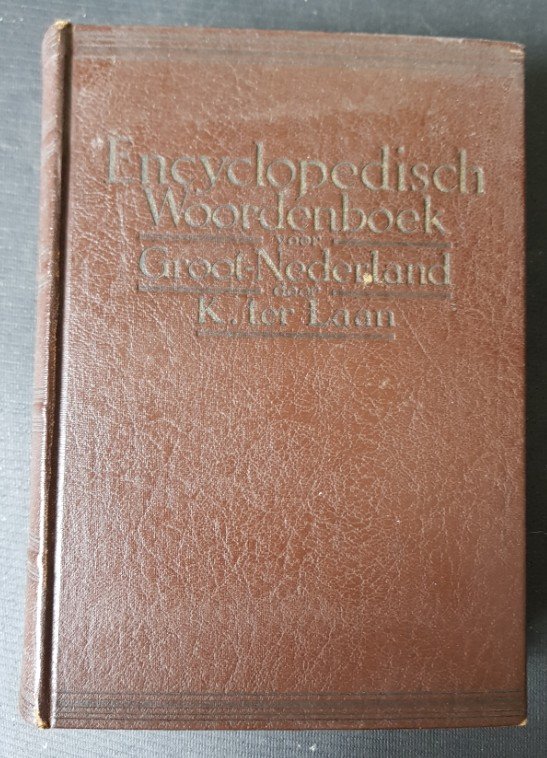 Encyclopedisch
Woordenboek
voor
Groot-Nederland
door
K. ter Laan